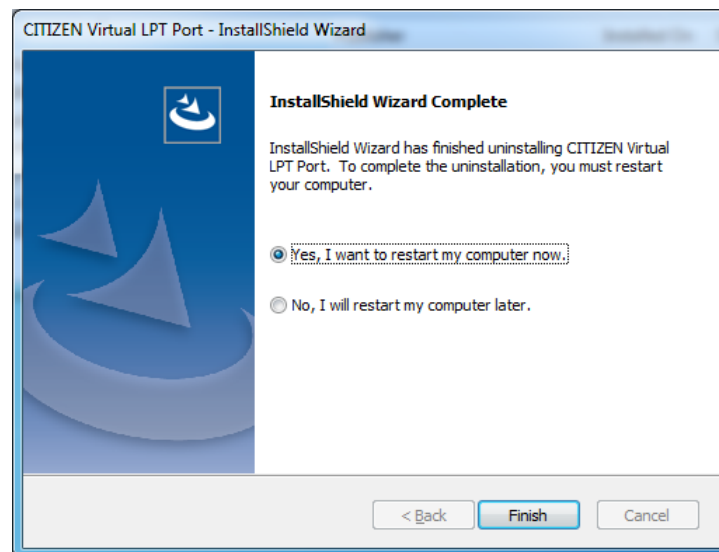 CITIZEN Virtual LPT Port - InstallShield Wizard
InstallShield Wizard Complete
InstallShield Wizard has finished uninstalling CITIZEN Virtual
LPT Port. To complete the uninstallation, you must restart
your computer.
Yes, I want to restart my computer now.
No, I will restart my computer later.
< Back Finish Cancel